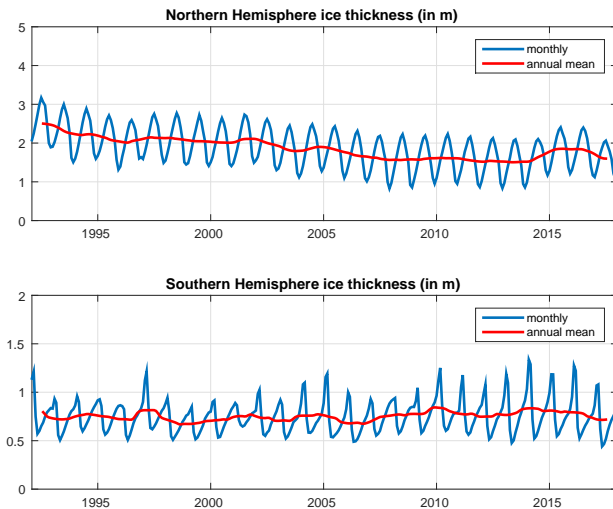 Northern Hemisphere ice thickness (in m)
5
4
3
2
1
0
monthly
annual mean
1995 2000 2005 2010 2015
Southern Hemisphere ice thickness (in m)
2
1.5
1
0.5
0
monthly
annual mean
1995 2000 2005 2010 2015